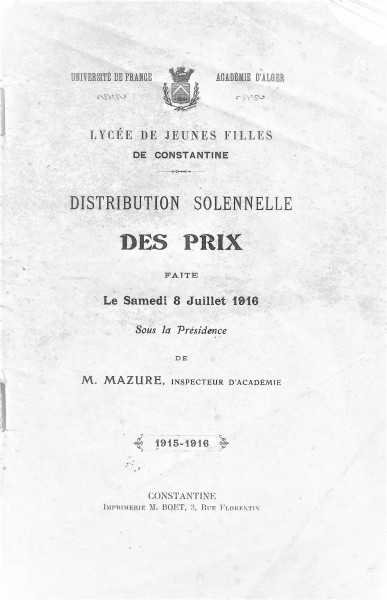 UNIVERSITÉ DE FRANCE ACADÉMIE D'ALGER
LYCÉE DE JEUNES FILLES
DE CONSTANTINE
DISTRIBUTION SOLENNELLE
DES PRIX
FAITE
Le Samedi 8 Juillet 1916
Sous la Présidence
DE
M. MAZURE, INSPECTEUR D'ACADÉMIE
1915-1916
CONSTANTINE
IMPRIMERIE M. BOET, 3, RUE FLORENTIN